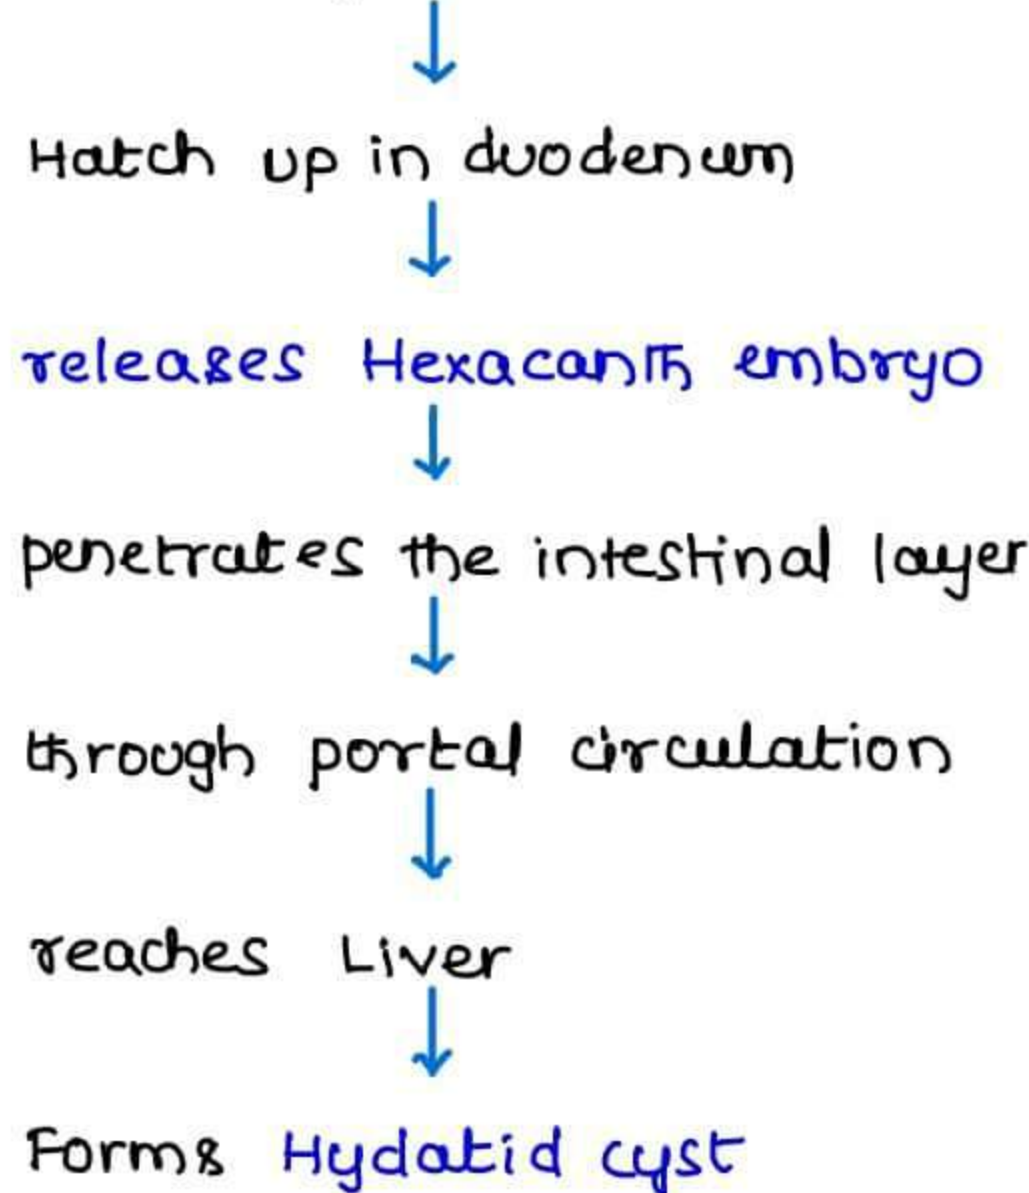 Hatch up in duodenum
releases Hexacanth embryo
penetrates the intestinal layer
through portal circulation
reaches Liver
Forms Hydatid cyst